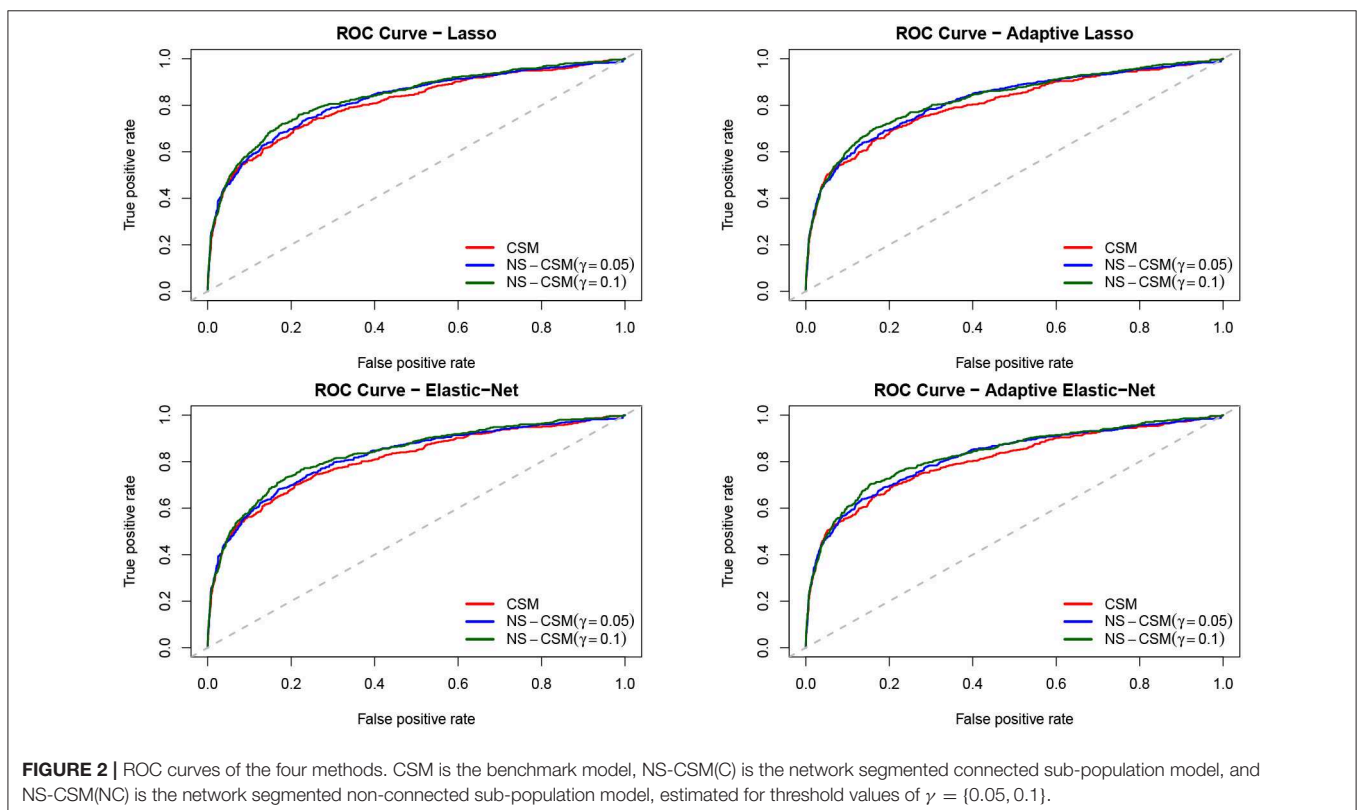 ROC Curve − Lasso
True positive rate
1.0
0.8
0.6
0.4
0.2
0.0
CSM
NS − CSM(γ = 0.05)
NS − CSM(γ = 0.1)
0.0 0.2 0.4 0.6 0.8 1.0
False positive rate
ROC Curve − Adaptive Lasso
True positive rate
1.0
0.8
0.6
0.4
0.2
0.0
CSM
NS − CSM(γ = 0.05)
NS − CSM(γ = 0.1)
0.0 0.2 0.4 0.6 0.8 1.0
False positive rate
ROC Curve − Elastic−Net
True positive rate
1.0
0.8
0.6
0.4
0.2
0.0
CSM
NS − CSM(γ = 0.05)
NS − CSM(γ = 0.1)
0.0 0.2 0.4 0.6 0.8 1.0
False positive rate
ROC Curve − Adaptive Elastic−Net
True positive rate
1.0
0.8
0.6
0.4
0.2
0.0
CSM
NS − CSM(γ = 0.05)
NS − CSM(γ = 0.1)
0.0 0.2 0.4 0.6 0.8 1.0
False positive rate
FIGURE 2 | ROC curves of the four methods. CSM is the benchmark model, NS-CSM(C) is the network segmented connected sub-population model, and
NS-CSM(NC) is the network segmented non-connected sub-population model, estimated for threshold values of γ = {0.05, 0.1}.